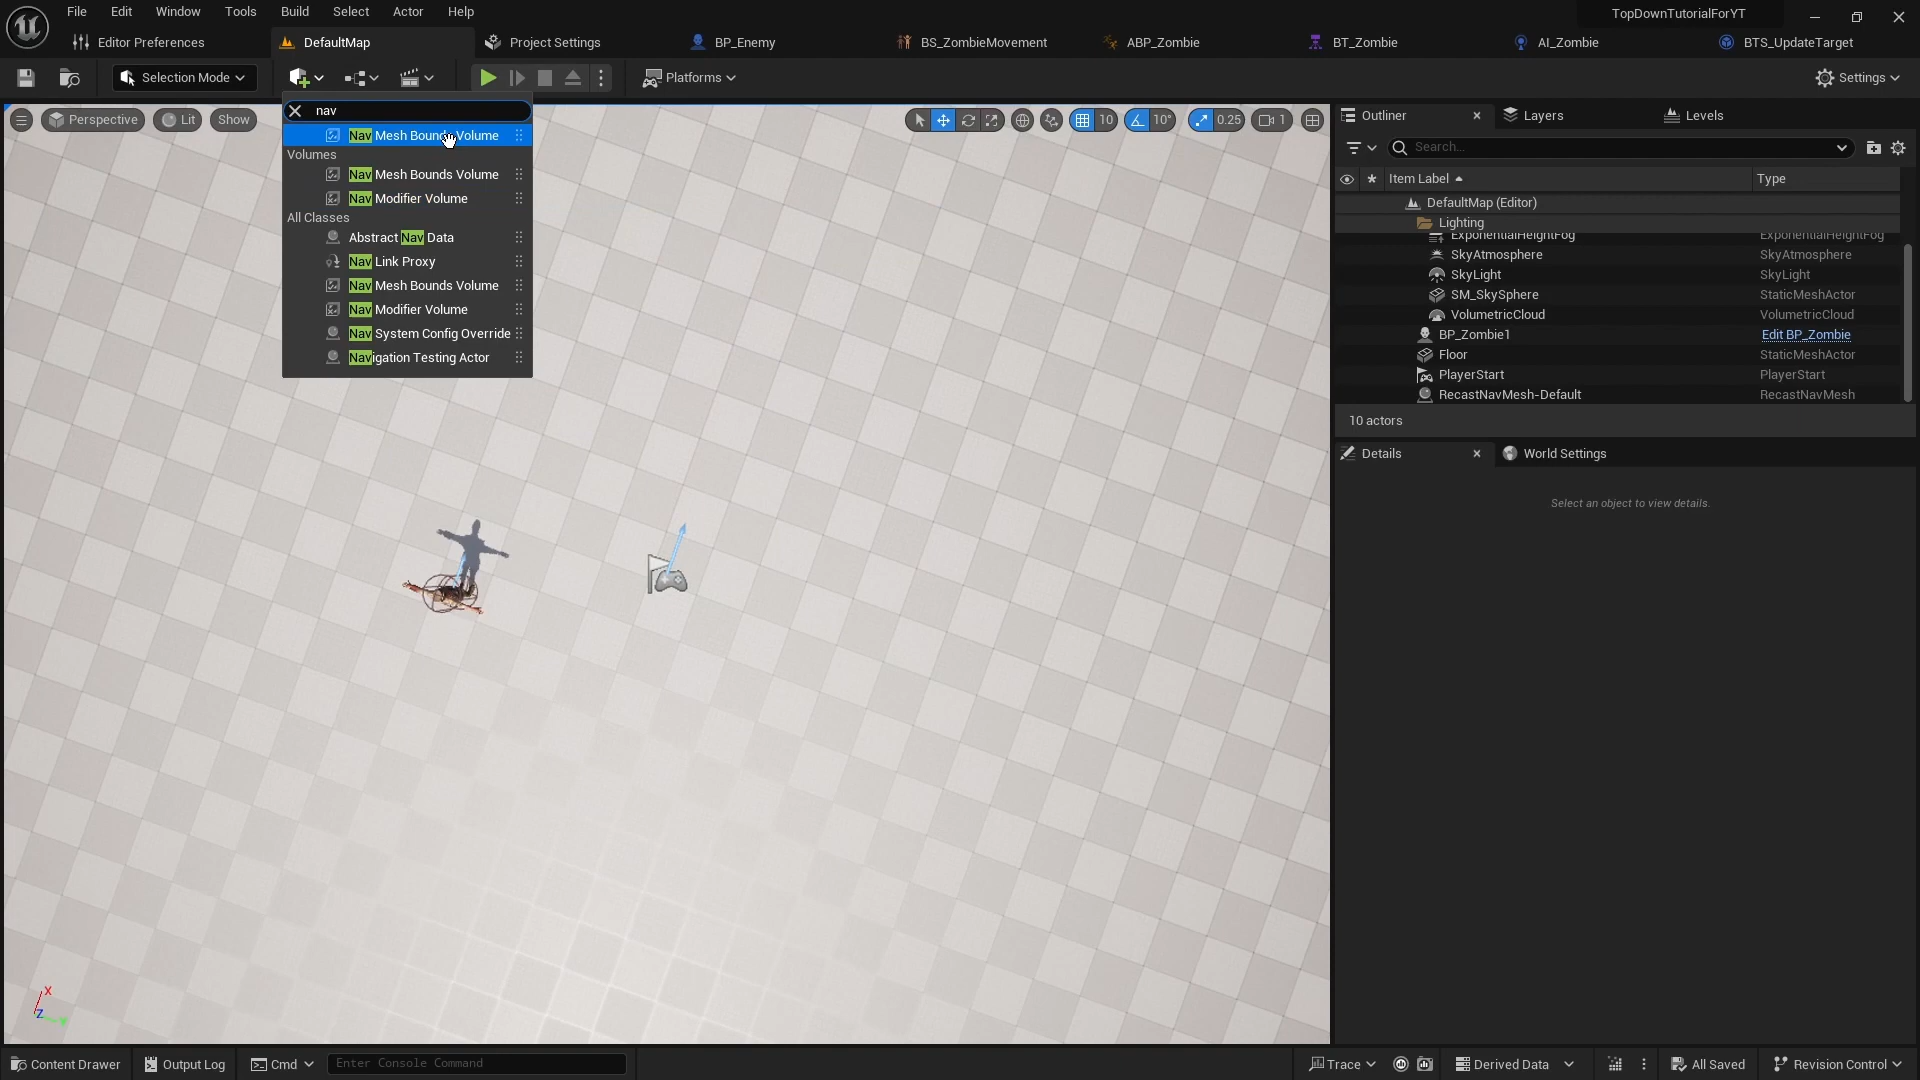 File Edit Window Tools Build Select Actor Help
TopDownTutorialForYT
Editor Preferences DefaultMap Project Settings BP_Enemy BS_ZombieMovement ABP_Zombie BT_Zombie AI_Zombie BTS_UpdateTarget
Selection Mode Platforms Settings
nav
Nav Mesh Bounds Volume
Volumes
Nav Mesh Bounds Volume
Nav Modifier Volume
All Classes
Abstract Nav Data
Nav Link Proxy
Nav Mesh Bounds Volume
Nav Modifier Volume
Nav System Config Override
Navigation Testing Actor
Perspective Lit Show
10 10° 0.25 1
Outliner Layers Levels
Search...
Item Label Type
DefaultMap (Editor)
Lighting
ExponentialHeightFog ExponentialHeightFog
SkyAtmosphere SkyAtmosphere
SkyLight SkyLight
SM_SkySphere StaticMeshActor
VolumetricCloud VolumetricCloud
BP_Zombie1 Edit BP_Zombie
Floor StaticMeshActor
PlayerStart PlayerStart
RecastNavMesh-Default RecastNavMesh
10 actors
Details World Settings
Select an object to view details.
X
Z
Y
Content Drawer Output Log Cmd Enter Console Command Trace Derived Data All Saved Revision Control